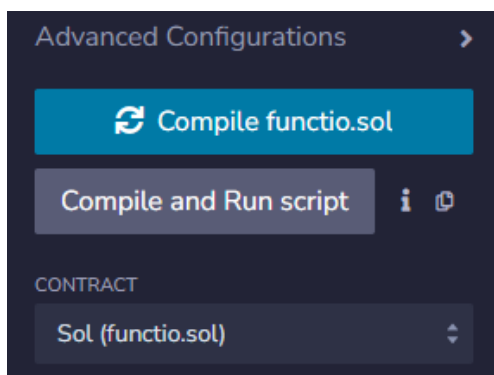 Advanced Configurations
Compile functio.sol
Compile and Run script
CONTRACT
Sol (functio.sol)